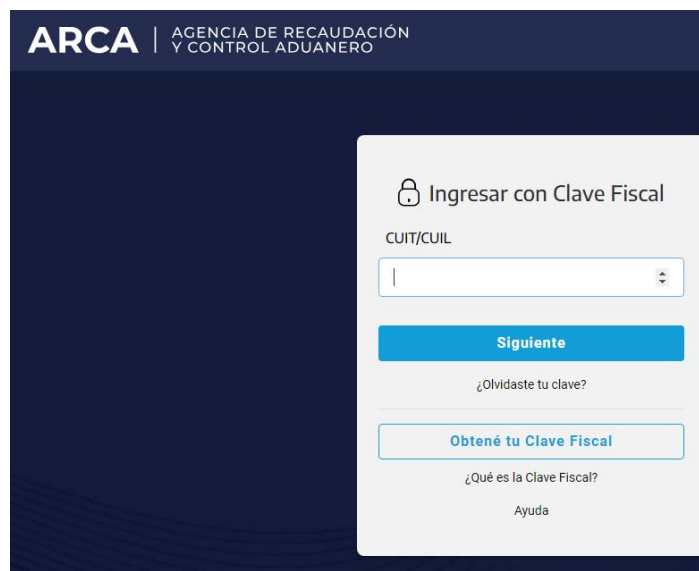 ARCA | AGENCIA DE RECAUDACIÓN
Y CONTROL ADUANERO
Ingresar con Clave Fiscal
CUIT/CUIL
Siguiente
¿Olvidaste tu clave?
Obtené tu Clave Fiscal
¿Qué es la Clave Fiscal?
Ayuda